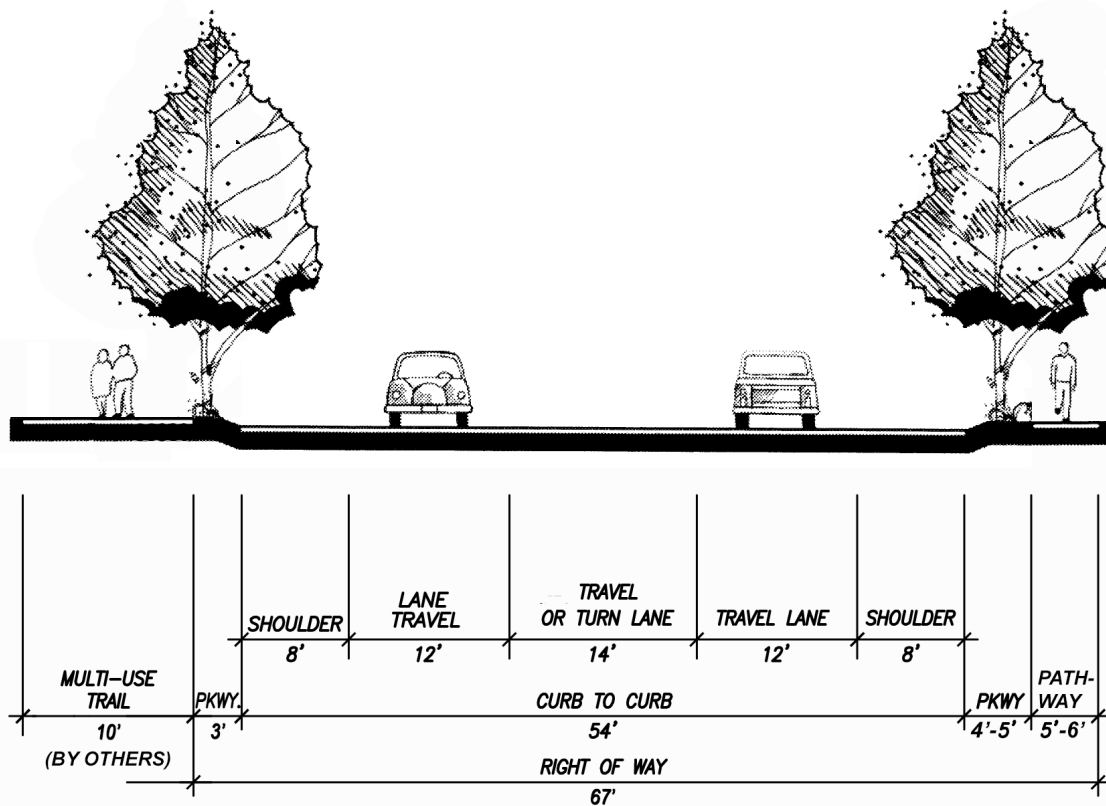 SHOULDER
8'
LANE
TRAVEL
12'
TRAVEL
OR TURN LANE
14'
TRAVEL LANE
12'
SHOULDER
8'
MULTI-USE
TRAIL
10'
(BY OTHERS)
PKWY.
3'
CURB TO CURB
54'
PKWY
4'-5'
PATH-
WAY
5'-6'
RIGHT OF WAY
67'